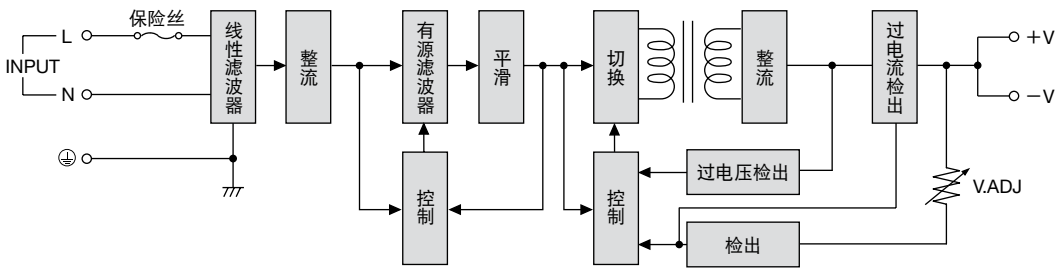 保险丝
L
INPUT
N
线性滤波器
整流
有源滤波器
平滑
切换
整流
过电流检出
+V
−V
控制
控制
过电压检出
检出
V.ADJ